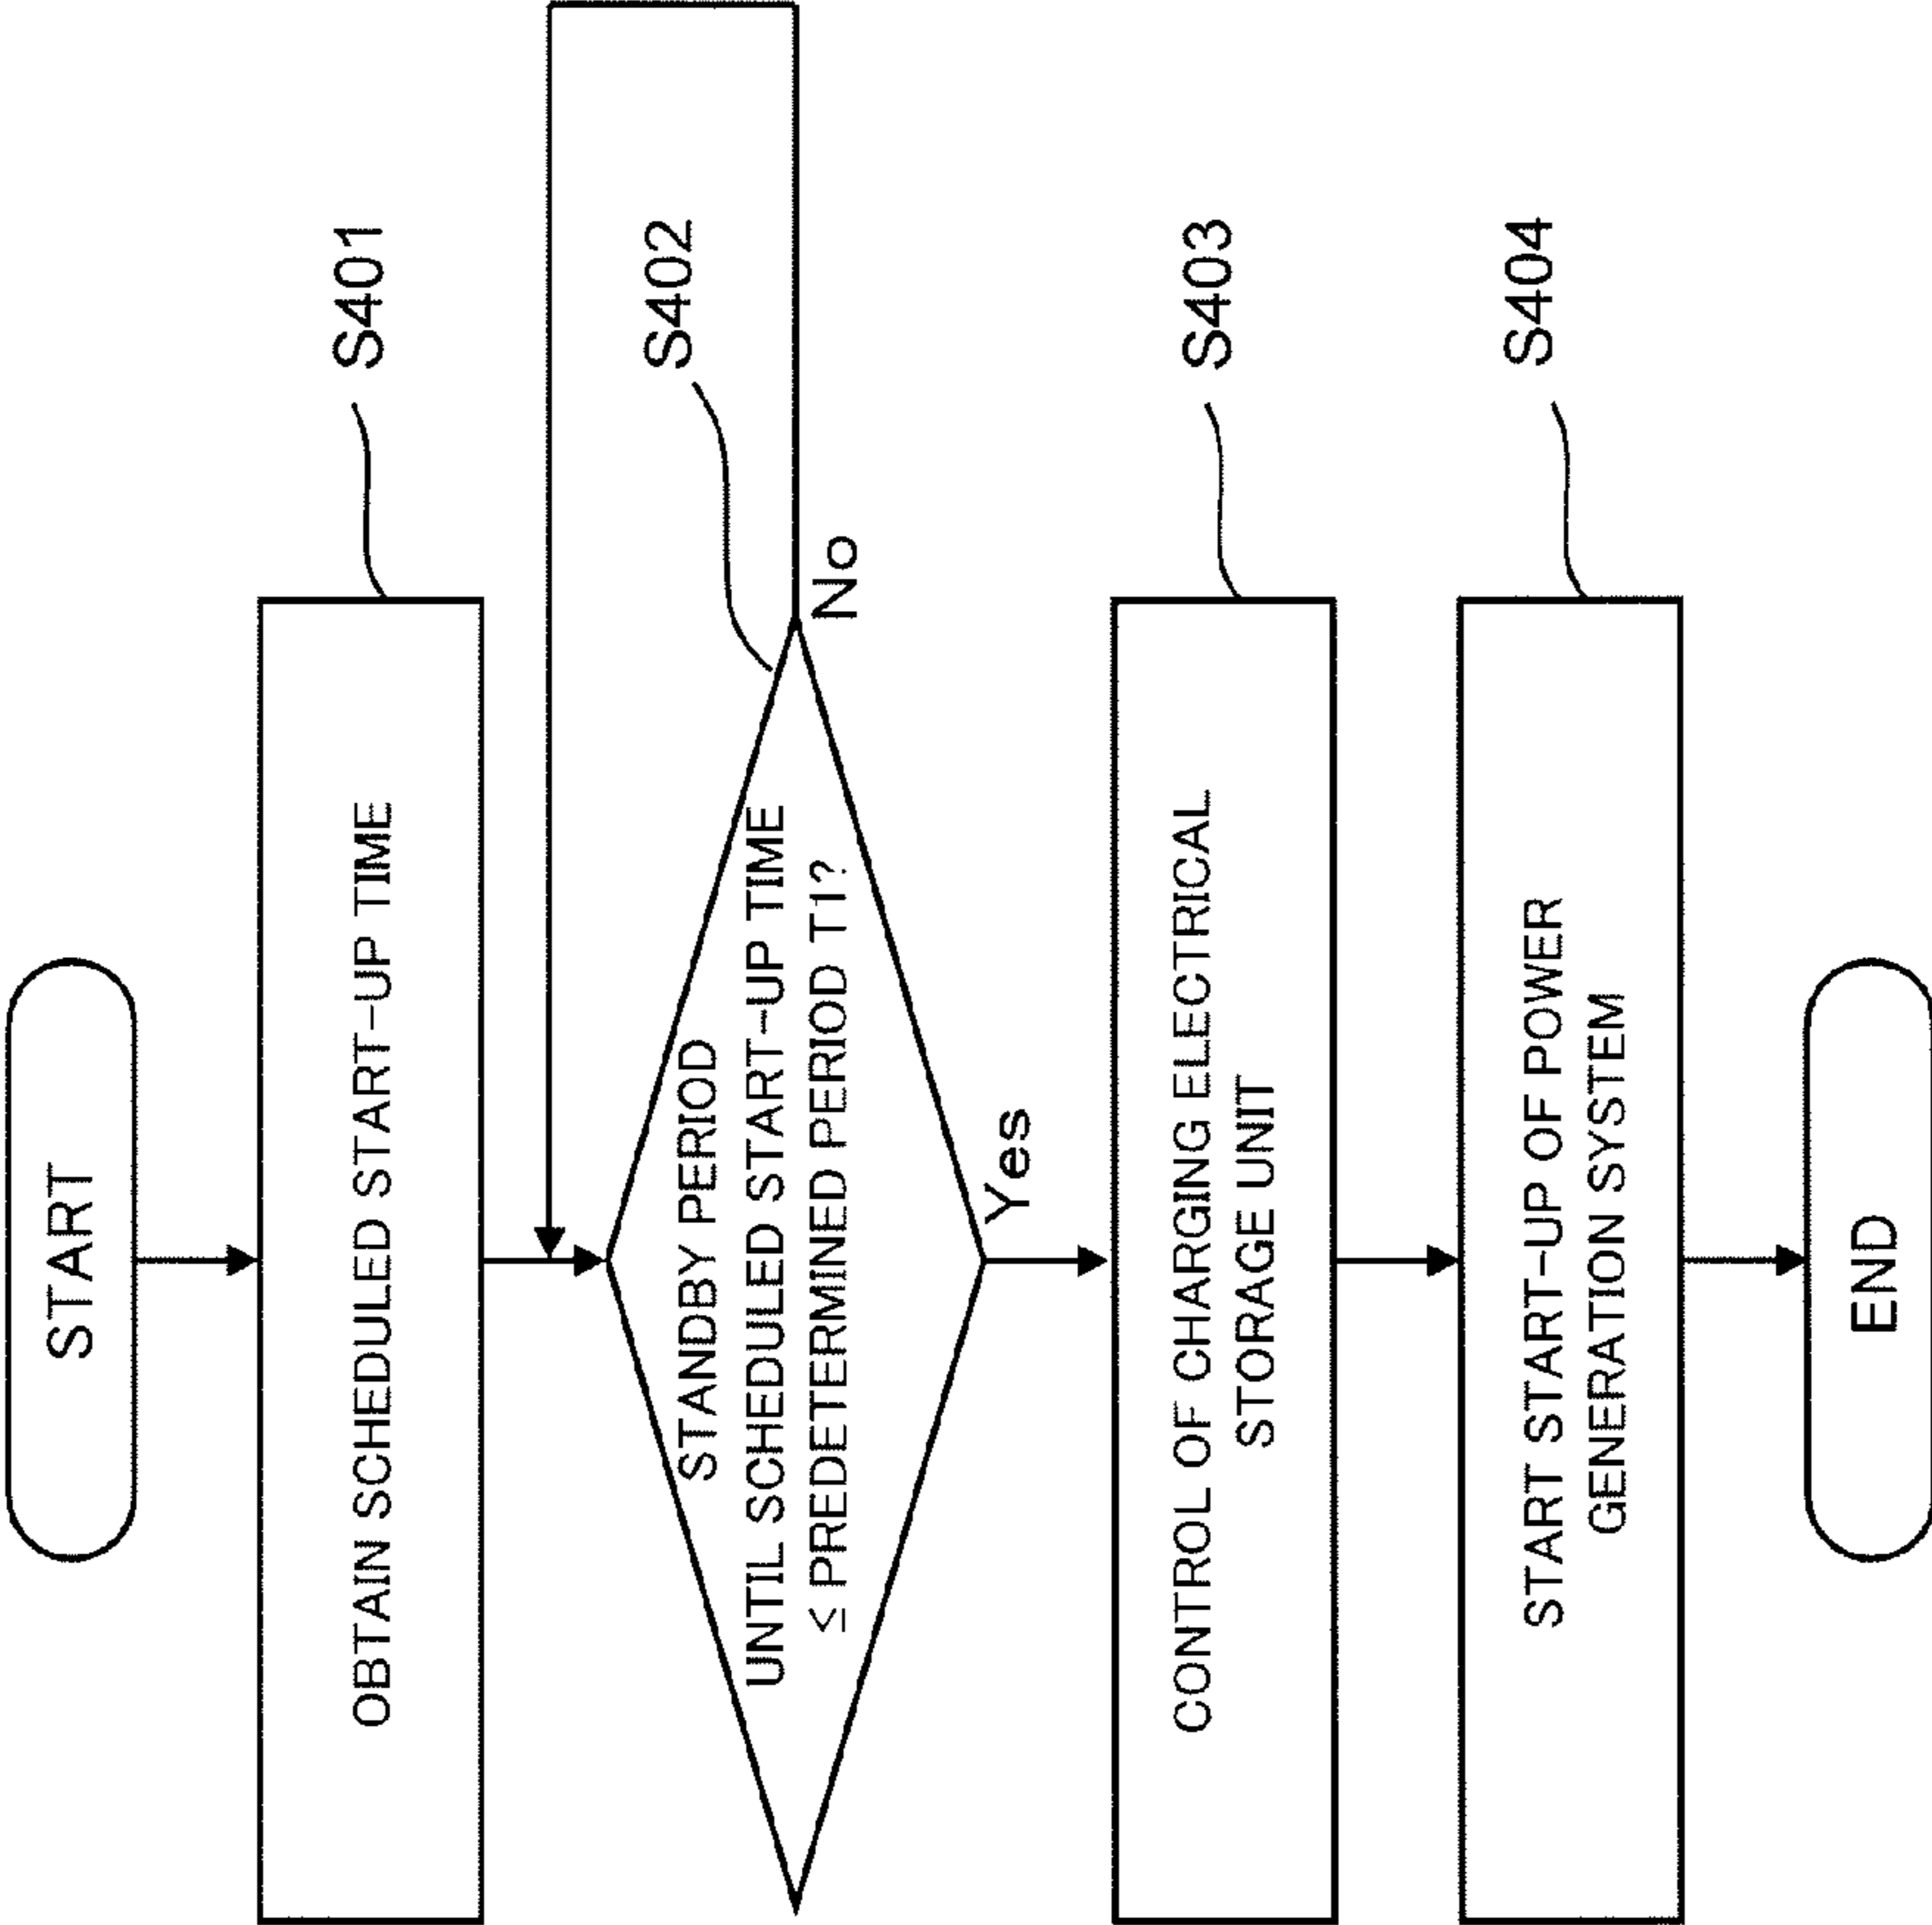 START
OBTAIN SCHEDULED START-UP TIME
S401
STANDBY PERIOD
UNTIL SCHEDULED START-UP TIME
≤ PREDETERMINED PERIOD T1?
S402
No
Yes
CONTROL OF CHARGING ELECTRICAL
STORAGE UNIT
S403
START START-UP OF POWER
GENERATION SYSTEM
S404
END